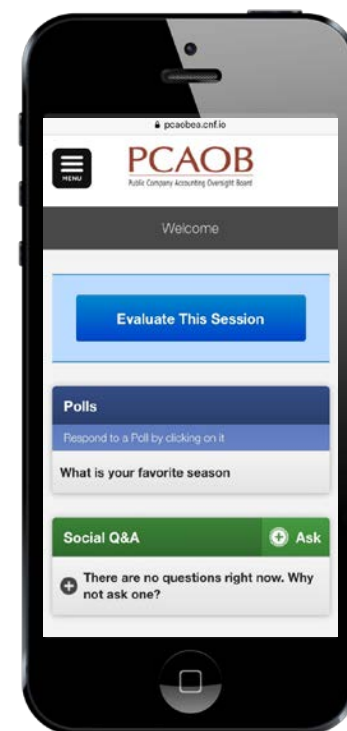 pcaobea.cnf.io
MENU
PCAOB
Public Company Accounting Oversight Board
Welcome
Evaluate This Session
Polls
Respond to a Poll by clicking on it
What is your favorite season
Social Q&A
Ask
There are no questions right now. Why
not ask one?